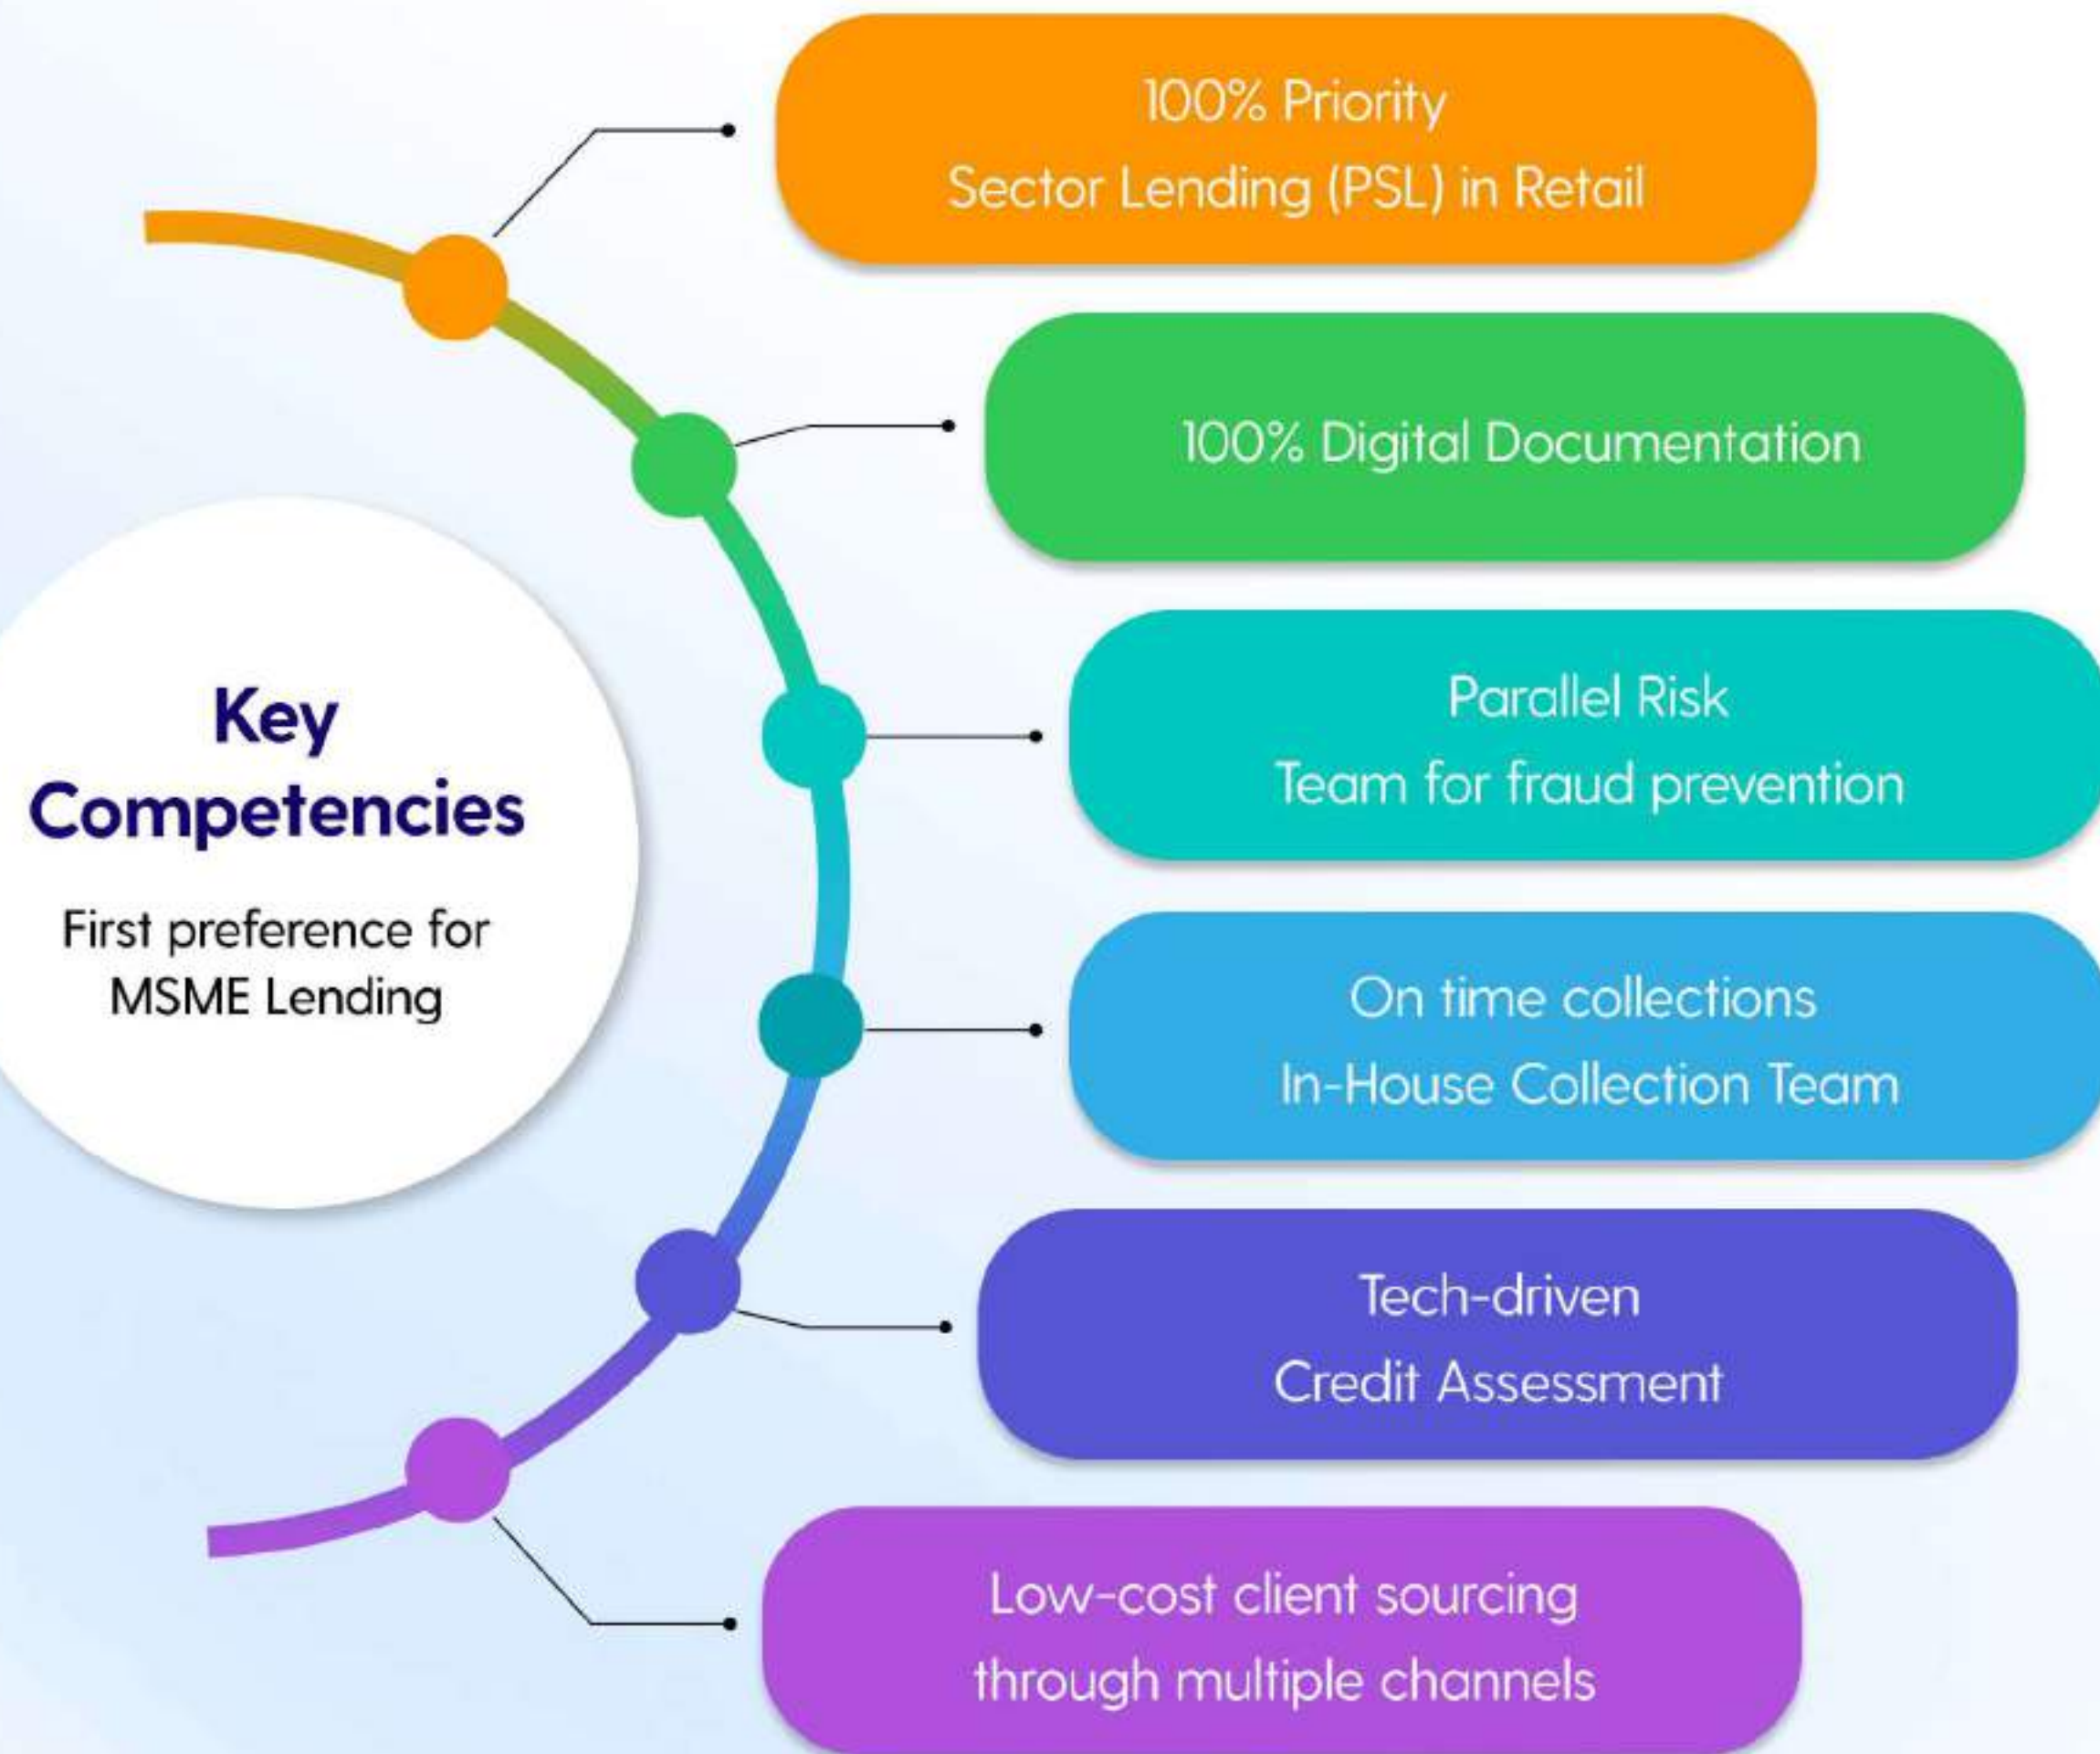 Key
Competencies
First preference for
MSME Lending
100% Priority
Sector Lending (PSL) in Retail
100% Digital Documentation
Parallel Risk
Team for fraud prevention
On time collections
In-House Collection Team
Tech-driven
Credit Assessment
Low-cost client sourcing
through multiple channels